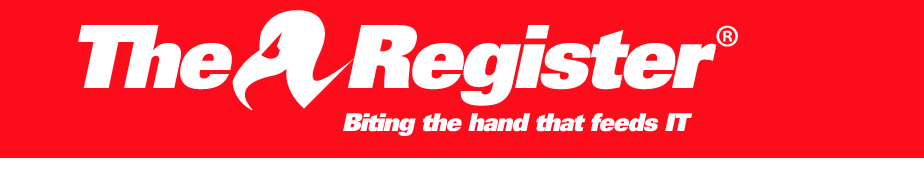 The Register®
Biting the hand that feeds IT